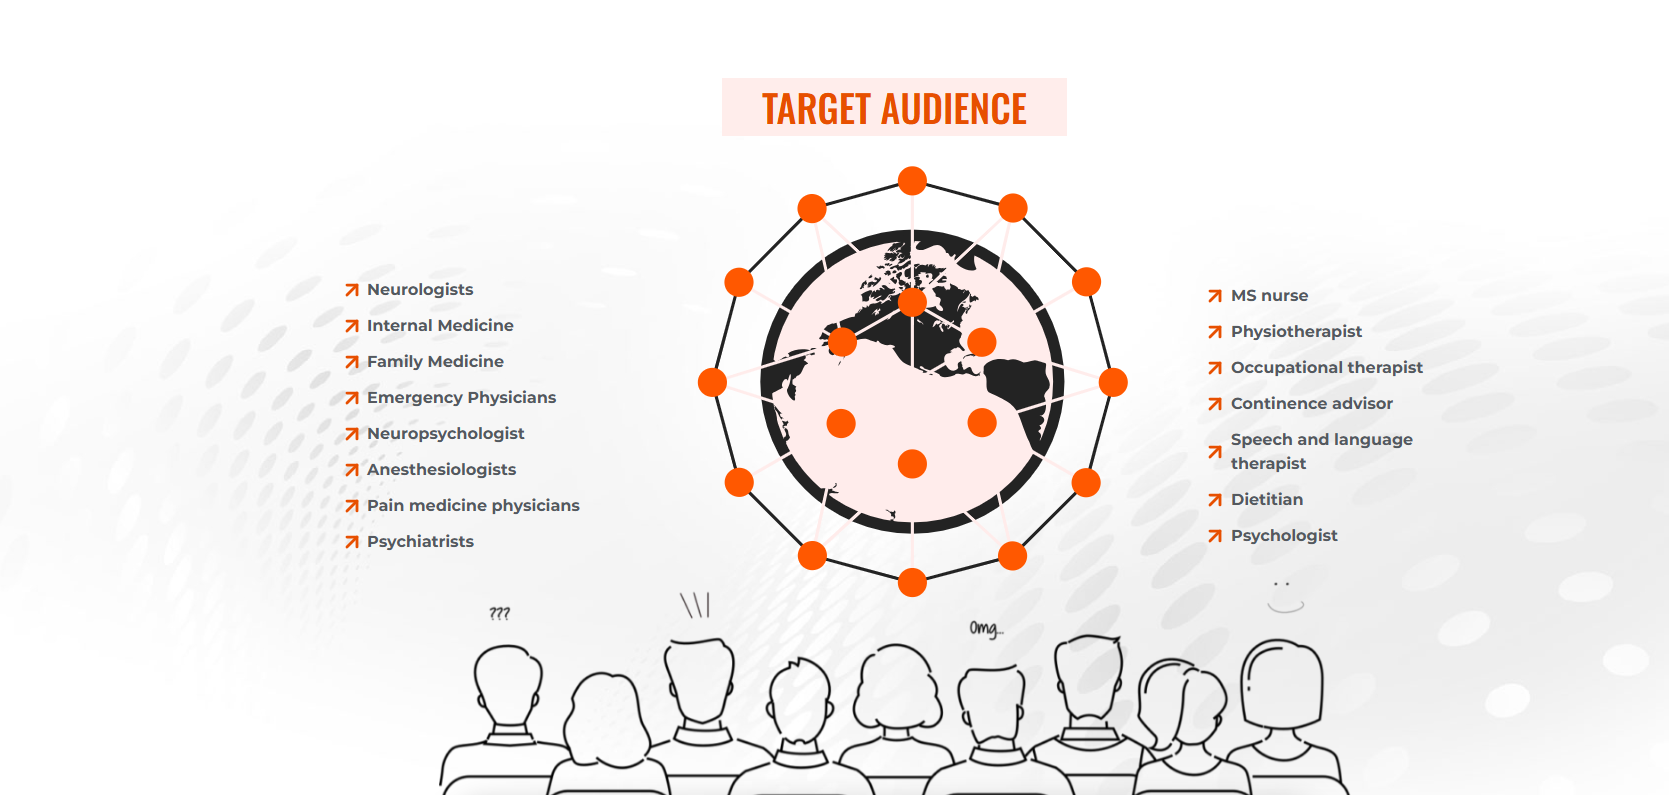 TARGET AUDIENCE
Neurologists
Internal Medicine
Family Medicine
Emergency Physicians
Neuropsychologist
Anesthesiologists
Pain medicine physicians
Psychiatrists
MS nurse
Physiotherapist
Occupational therapist
Continence advisor
Speech and language
therapist
Dietitian
Psychologist
???
Omg...